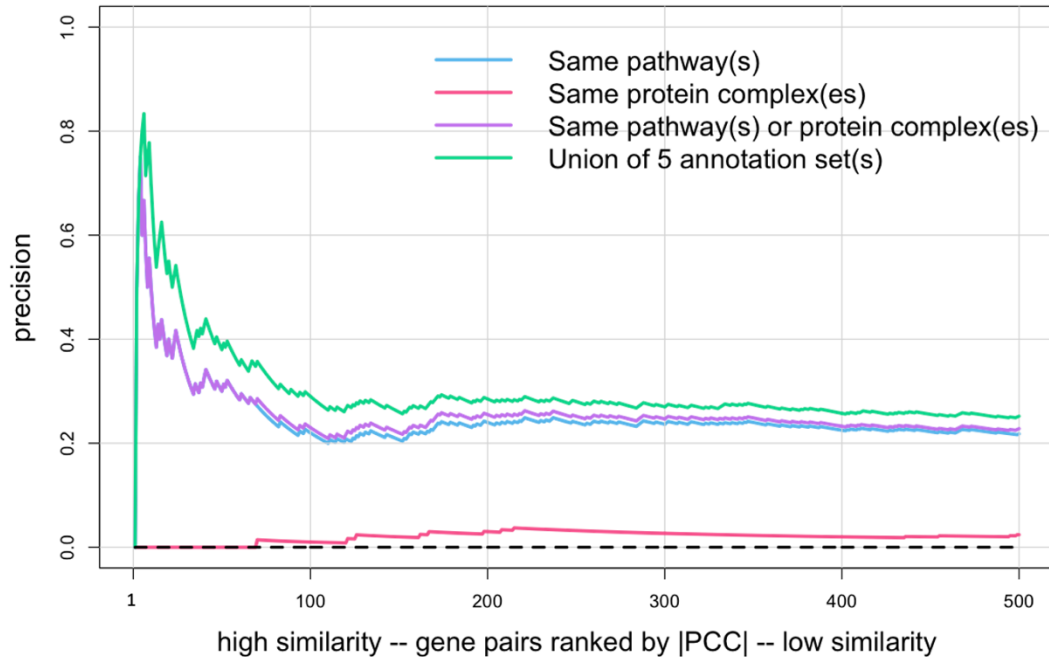 1.0
0.8
0.6
0.4
0.2
0.0
precision
Same pathway(s)
Same protein complex(es)
Same pathway(s) or protein complex(es)
Union of 5 annotation set(s)
1 100 200 300 400 500
high similarity -- gene pairs ranked by |PCC| -- low similarity